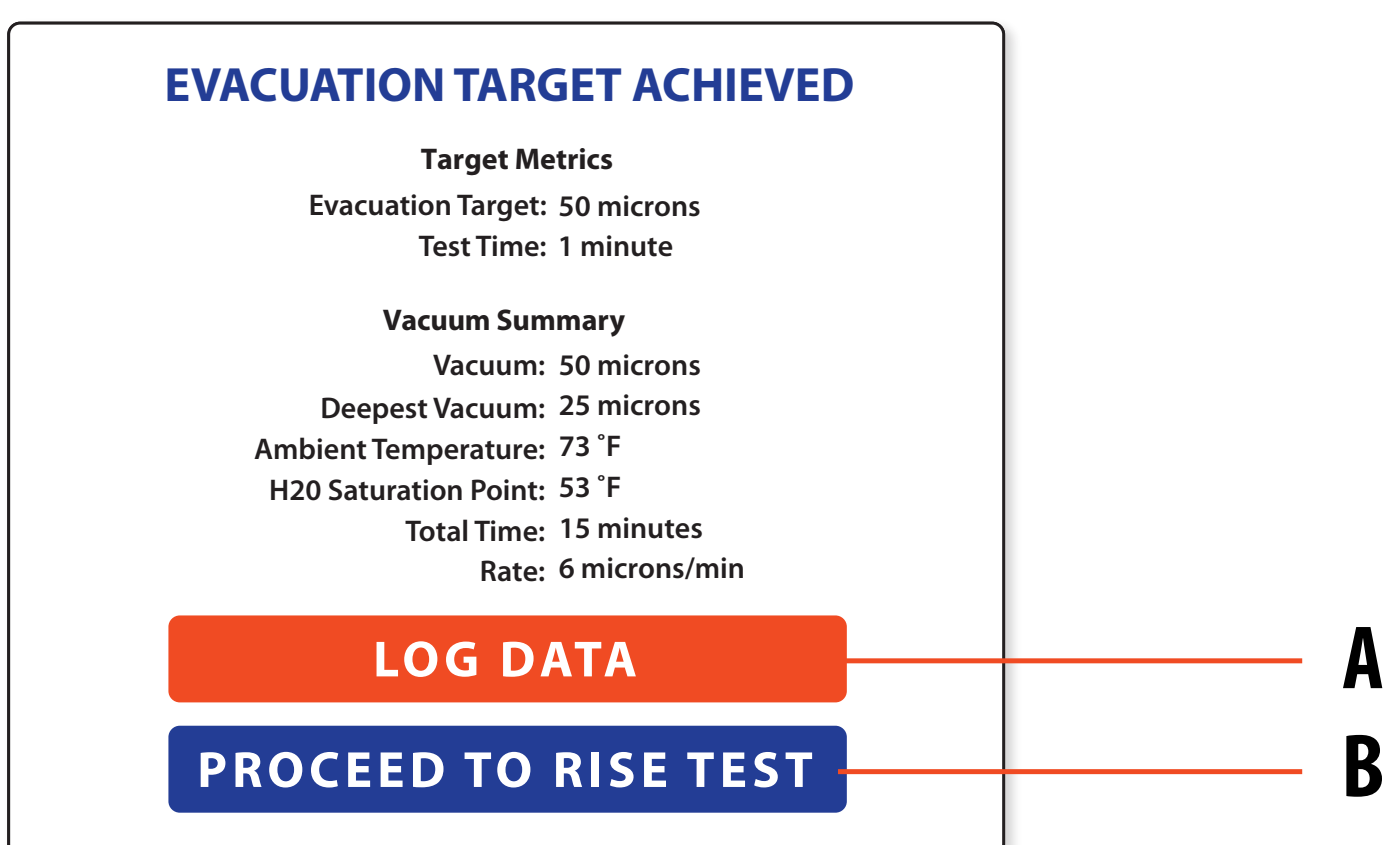 EVACUATION TARGET ACHIEVED
Target Metrics
Evacuation Target: 50 microns
Test Time: 1 minute
Vacuum Summary
Vacuum: 50 microns
Deepest Vacuum: 25 microns
Ambient Temperature: 73 ˚F
H20 Saturation Point: 53 ˚F
Total Time: 15 minutes
Rate: 6 microns/min
LOG DATA A
PROCEED TO RISE TEST B